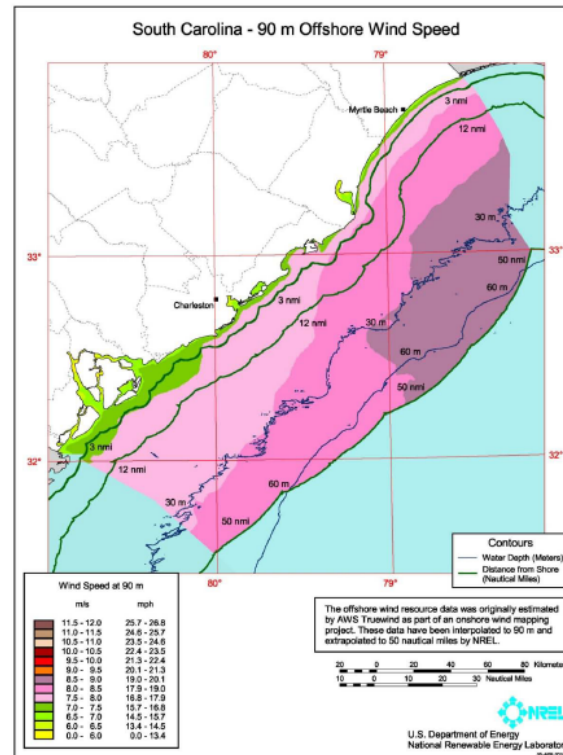 South Carolina - 90 m Offshore Wind Speed
80°
79°
Myrtle Beach
3 nmi
12 nmi
30 m
33°
33°
50 nmi
60 m
Charleston
3 nmi
12 nmi
30 m
60 m
50 nmi
3 nmi
32°
12 nmi
32°
60 m
30 m
50 nmi
80°
79°
Contours
Water Depth (Meters)
Distance from Shore
(Nautical Miles)
Wind Speed at 90 m
m/s mph
11.5 - 12.0 25.7 - 26.8
11.0 - 11.5 24.6 - 25.7
10.5 - 11.0 23.5 - 24.6
10.0 - 10.5 22.4 - 23.5
9.5 - 10.0 21.3 - 22.4
9.0 - 9.5 20.1 - 21.3
8.5 - 9.0 19.0 - 20.1
8.0 - 8.5 17.9 - 19.0
7.5 - 8.0 16.8 - 17.9
7.0 - 7.5 15.7 - 16.8
6.5 - 7.0 14.5 - 15.7
6.0 - 6.5 13.4 - 14.5
0.0 - 6.0 0.0 - 13.4
The offshore wind resource data was originally estimated
by AWS Truewind as part of an onshore wind mapping
project. These data have been interpolated to 90 m and
extrapolated to 50 nautical miles by NREL.
20 0 20 40 60 80 Kilomete
10 0 10 20 30 Nautical Miles
NREL
U.S. Department of Energy
National Renewable Energy Laborator